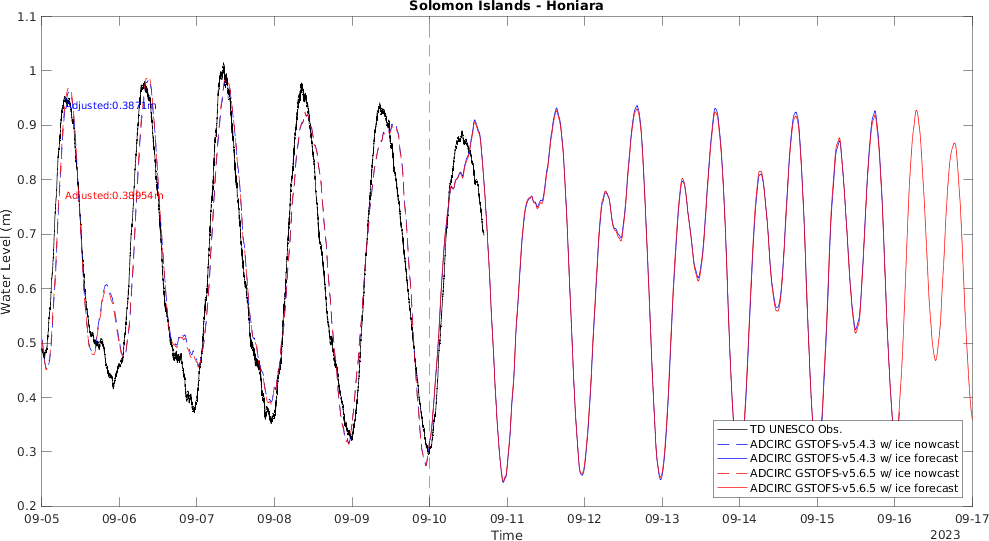 Solomon Islands - Honiara
1.1
1
0.9
0.8
0.7
0.6
0.5
0.4
0.3
0.2
Water Level (m)
Adjusted:0.3871m
Adjusted:0.38954m
TD UNESCO Obs.
ADCIRC GSTOFS-v5.4.3 w/ ice nowcast
ADCIRC GSTOFS-v5.4.3 w/ ice forecast
ADCIRC GSTOFS-v5.6.5 w/ ice nowcast
ADCIRC GSTOFS-v5.6.5 w/ ice forecast
09-05 09-06 09-07 09-08 09-09 09-10 09-11 09-12 09-13 09-14 09-15 09-16 09-17
Time
2023